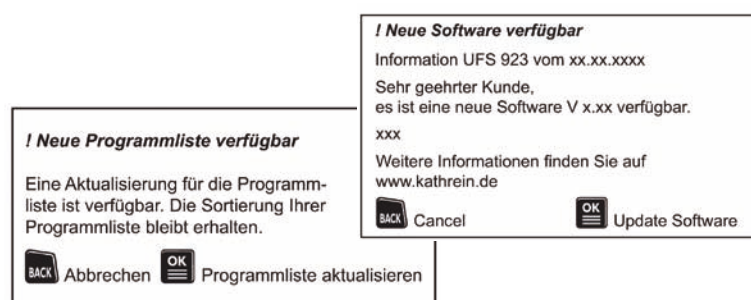 ! Neue Software verfügbar
Information UFS 923 vom xx.xx.xxxx
Sehr geehrter Kunde,
es ist eine neue Software V x.xx verfügbar.
xxx
Weitere Informationen finden Sie auf
www.kathrein.de
BACK Cancel OK Update Software
! Neue Programmliste verfügbar
Eine Aktualisierung für die Programm-
liste ist verfügbar. Die Sortierung Ihrer
Programmliste bleibt erhalten.
BACK Abbrechen OK Programmliste aktualisieren